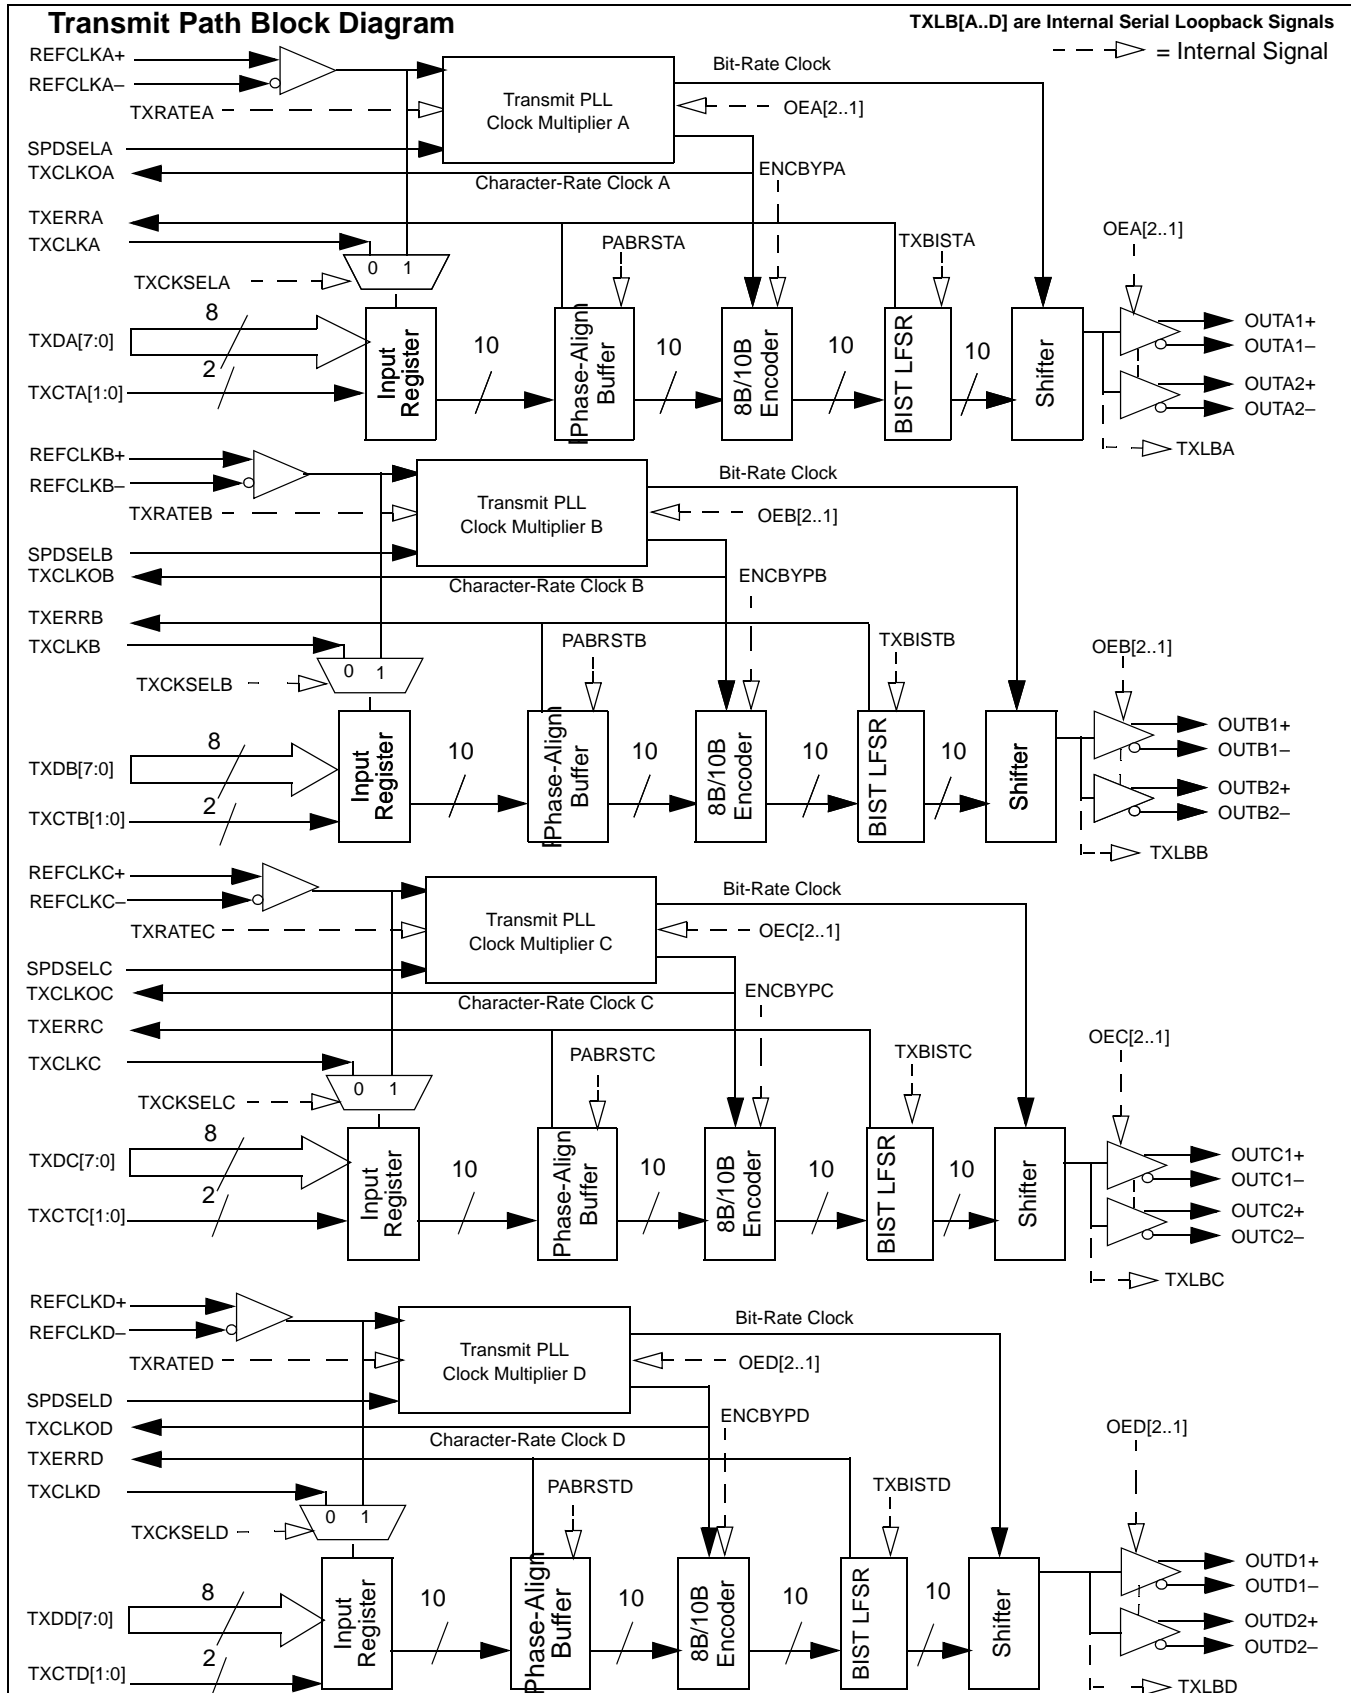 Transmit Path Block Diagram
TXLB[A..D] are Internal Serial Loopback Signals
= Internal Signal
REFCLKA+
REFCLKA–
TXRATEA
SPDSELA
TXCLKOA
TXERRA
TXCLKA
TXCKSELA
TXDA[7:0]
TXCTA[1:0]
Transmit PLL
Clock Multiplier A
Bit-Rate Clock
OEA[2..1]
Character-Rate Clock A
ENCBYPA
PABRSTA
TXBISTA
OEA[2..1]
0 1
8
2
Input
Register
10
Phase-Align
Buffer
10
8B/10B
Encoder
10
BIST LFSR
10
Shifter
OUTA1+
OUTA1–
OUTA2+
OUTA2–
TXLBA
REFCLKB+
REFCLKB–
TXRATEB
SPDSELB
TXCLKOB
TXERRB
TXCLKB
TXCKSELB
TXDB[7:0]
TXCTB[1:0]
Transmit PLL
Clock Multiplier B
Bit-Rate Clock
OEB[2..1]
Character-Rate Clock B
ENCBYPB
PABRSTB
TXBISTB
OEB[2..1]
0 1
8
2
Input
Register
10
Phase-Align
Buffer
10
8B/10B
Encoder
10
BIST LFSR
10
Shifter
OUTB1+
OUTB1–
OUTB2+
OUTB2–
TXLBB
REFCLKC+
REFCLKC–
TXRATEC
SPDSELC
TXCLKOC
TXERRC
TXCLKC
TXCKSELC
TXDC[7:0]
TXCTC[1:0]
Transmit PLL
Clock Multiplier C
Bit-Rate Clock
OEC[2..1]
Character-Rate Clock C
ENCBYPC
PABRSTC
TXBISTC
OEC[2..1]
0 1
8
2
Input
Register
10
Phase-Align
Buffer
10
8B/10B
Encoder
10
BIST LFSR
10
Shifter
OUTC1+
OUTC1–
OUTC2+
OUTC2–
TXLBC
REFCLKD+
REFCLKD–
TXRATED
SPDSELD
TXCLKOD
TXERRD
TXCLKD
TXCKSELD
TXDD[7:0]
TXCTD[1:0]
Transmit PLL
Clock Multiplier D
Bit-Rate Clock
OED[2..1]
Character-Rate Clock D
ENCBYPD
PABRSTD
TXBISTD
OED[2..1]
0 1
8
2
Input
Register
10
Phase-Align
Buffer
10
8B/10B
Encoder
10
BIST LFSR
10
Shifter
OUTD1+
OUTD1–
OUTD2+
OUTD2–
TXLBD